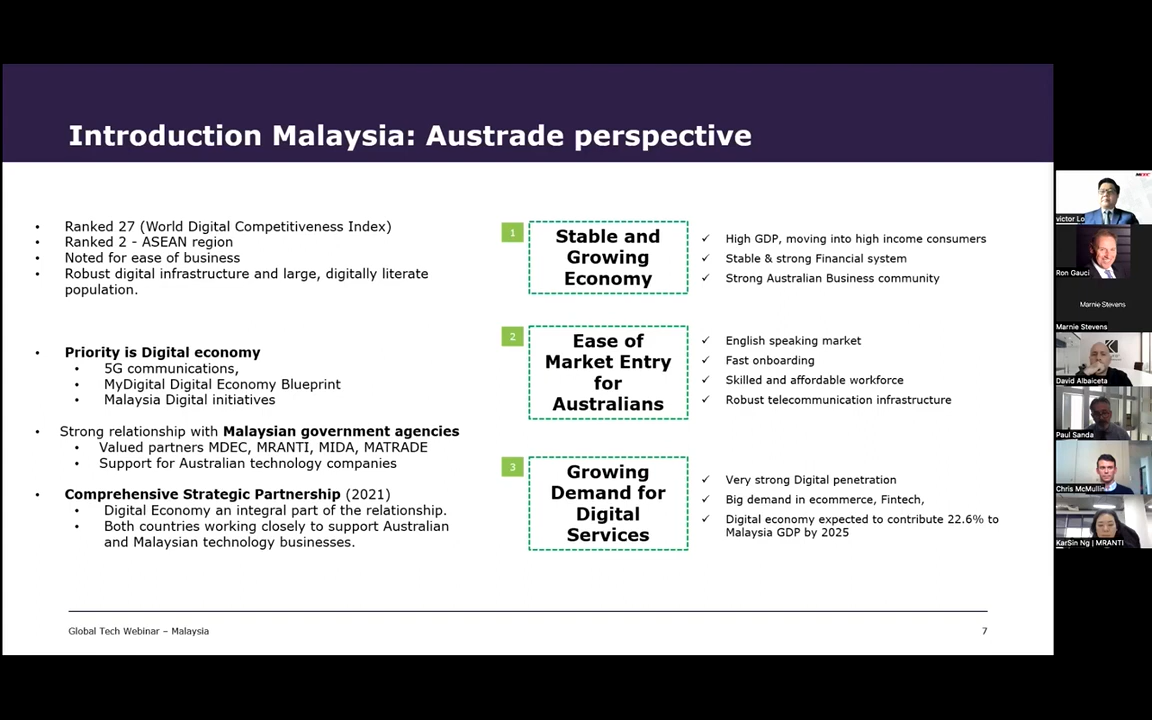 Introduction Malaysia: Austrade perspective
• Ranked 27 (World Digital Competitiveness Index)
• Ranked 2 - ASEAN region
• Noted for ease of business
• Robust digital infrastructure and large, digitally literate
population.
• Priority is Digital economy
• 5G communications,
• MyDigital Digital Economy Blueprint
• Malaysia Digital initiatives
• Strong relationship with Malaysian government agencies
• Valued partners MDEC, MRANTI, MIDA, MATRADE
• Support for Australian technology companies
• Comprehensive Strategic Partnership (2021)
• Digital Economy an integral part of the relationship.
• Both countries working closely to support Australian
and Malaysian technology businesses.
1
Stable and
Growing
Economy
✓ High GDP, moving into high income consumers
✓ Stable & strong Financial system
✓ Strong Australian Business community
2
Ease of
Market Entry
for
Australians
✓ English speaking market
✓ Fast onboarding
✓ Skilled and affordable workforce
✓ Robust telecommunication infrastructure
3
Growing
Demand for
Digital
Services
✓ Very strong Digital penetration
✓ Big demand in ecommerce, Fintech,
✓ Digital economy expected to contribute 22.6% to
Malaysia GDP by 2025
Global Tech Webinar – Malaysia
7
victor Lo
Ron Gauci
Marnie Stevens
Marnie Stevens
David Albaiceta
Paul Sanda
Chris McMullin
KarSin Ng | MRANTI